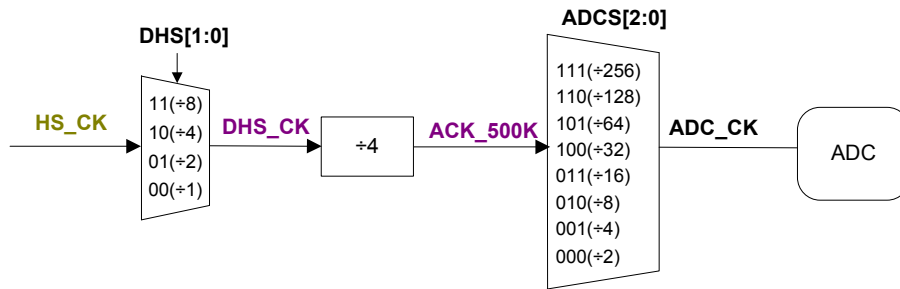 ADCS[2:0]
DHS[1:0]
11(÷8)
10(÷4)
01(÷2)
00(÷1)
HS_CK
DHS_CK
÷4
ACK_500K
111(÷256)
110(÷128)
101(÷64)
100(÷32)
011(÷16)
010(÷8)
001(÷4)
000(÷2)
ADC_CK
ADC